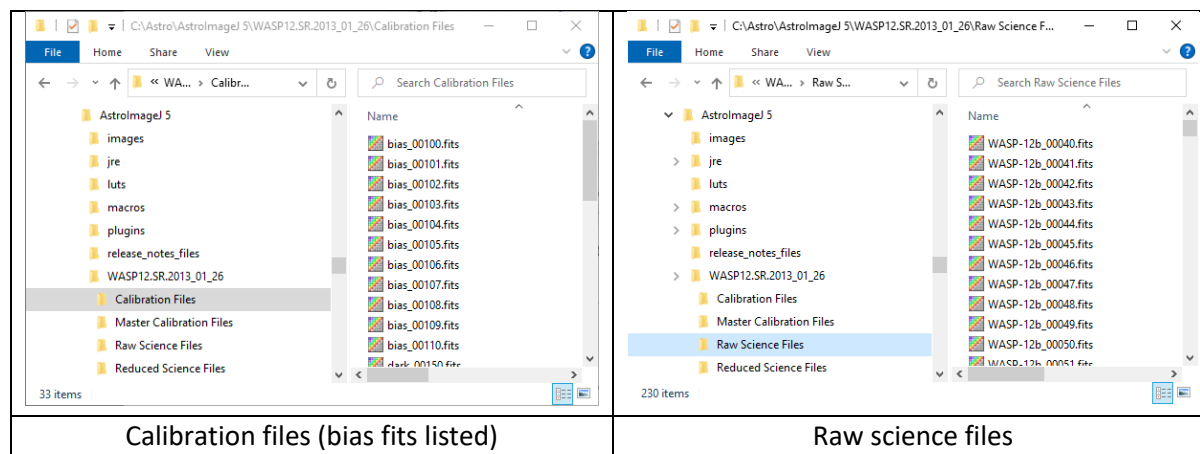 C:\Astro\AstroImageJ 5\WASP12.SR.2013_01_26\Calibration Files
File Home Share View
« WA... › Calibr...
Search Calibration Files
AstroImageJ 5
images
jre
luts
macros
plugins
release_notes_files
WASP12.SR.2013_01_26
Calibration Files
Master Calibration Files
Raw Science Files
Reduced Science Files
Name
bias_00100.fits
bias_00101.fits
bias_00102.fits
bias_00103.fits
bias_00104.fits
bias_00105.fits
bias_00106.fits
bias_00107.fits
bias_00108.fits
bias_00109.fits
bias_00110.fits
dark_00150.fits
33 items
Calibration files (bias fits listed)
C:\Astro\AstroImageJ 5\WASP12.SR.2013_01_26\Raw Science F...
File Home Share View
« WA... › Raw S...
Search Raw Science Files
AstroImageJ 5
images
jre
luts
macros
plugins
release_notes_files
WASP12.SR.2013_01_26
Calibration Files
Master Calibration Files
Raw Science Files
Reduced Science Files
Name
WASP-12b_00040.fits
WASP-12b_00041.fits
WASP-12b_00042.fits
WASP-12b_00043.fits
WASP-12b_00044.fits
WASP-12b_00045.fits
WASP-12b_00046.fits
WASP-12b_00047.fits
WASP-12b_00048.fits
WASP-12b_00049.fits
WASP-12b_00050.fits
WASP-12b_00051.fits
230 items
Raw science files